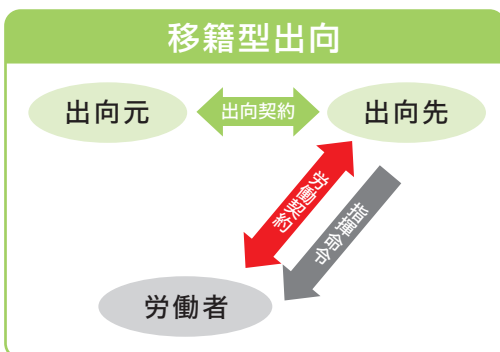 移籍型出向
出向元
出向契約
出向先
労働契約
指揮命令
労働者